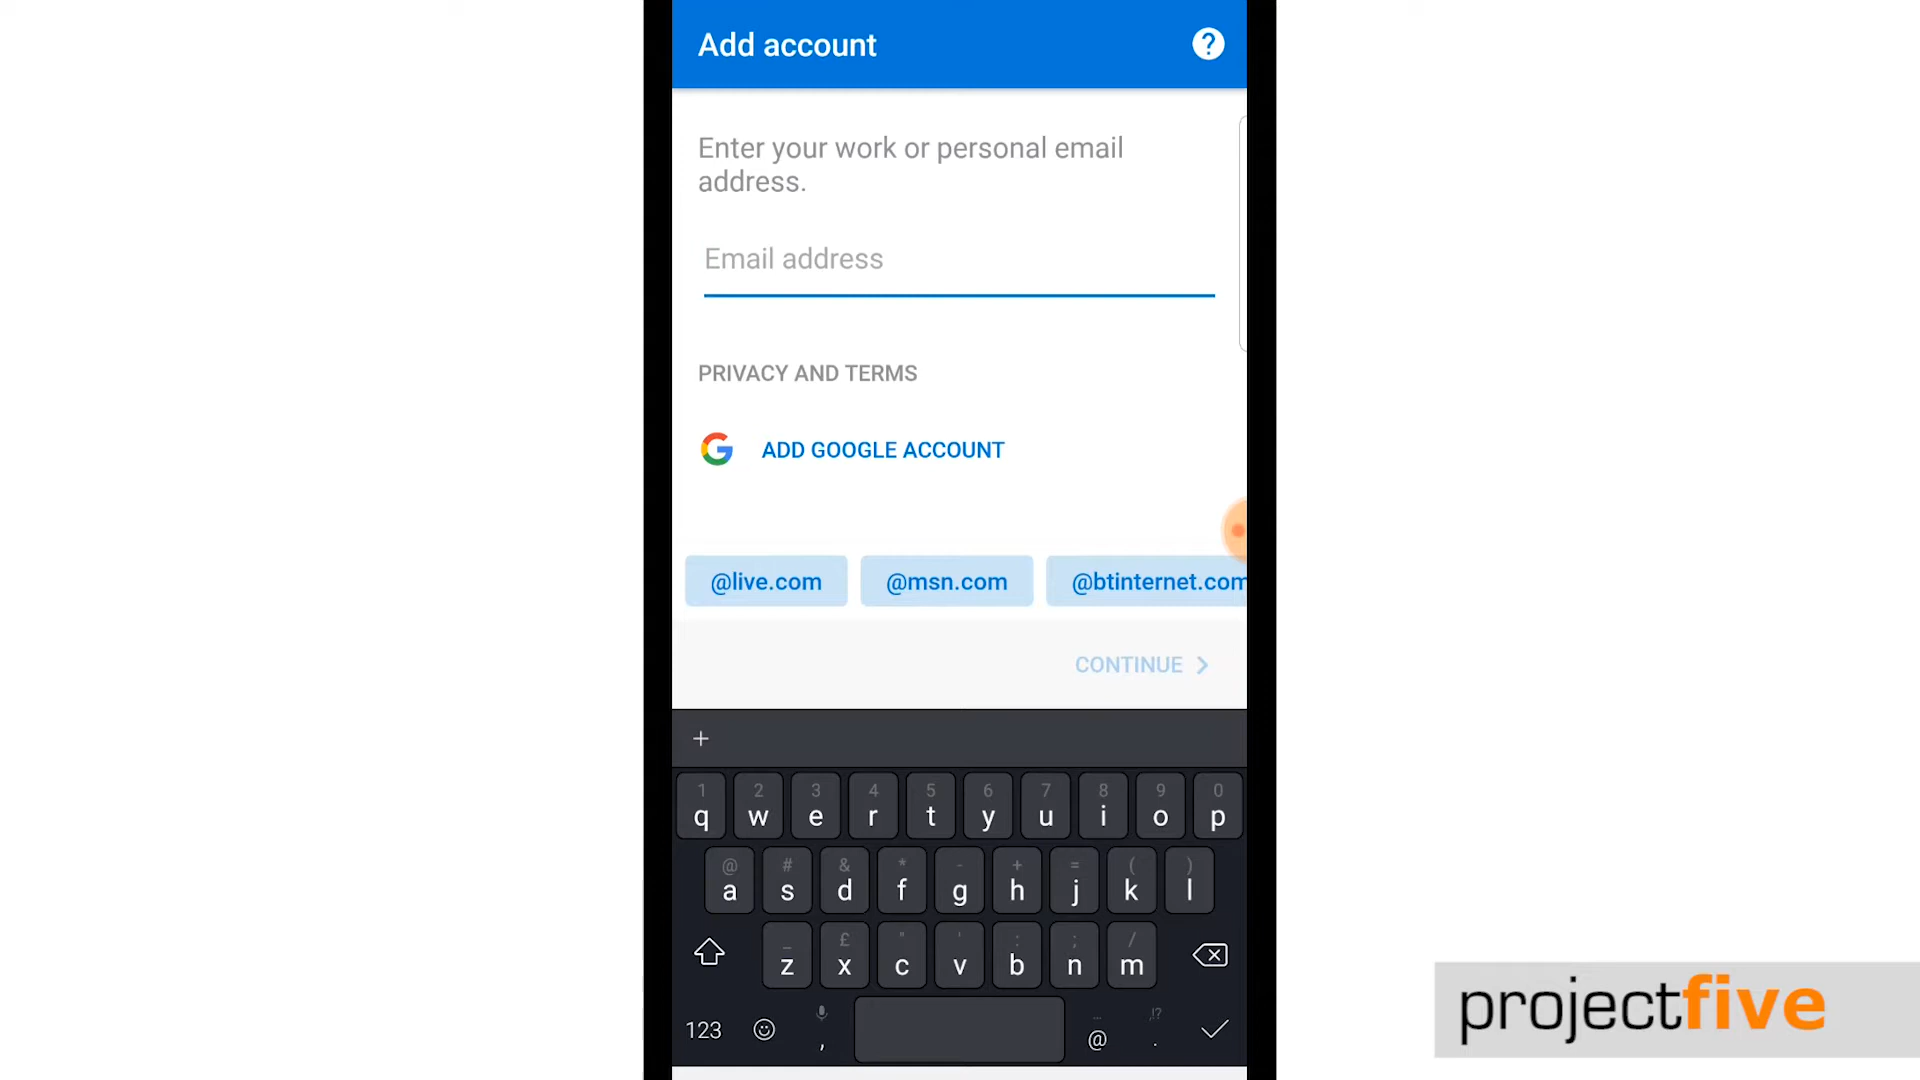 Add account
?
Enter your work or personal email
address.
Email address
PRIVACY AND TERMS
G ADD GOOGLE ACCOUNT
@live.com @msn.com @btinternet.com
CONTINUE
+
1 2 3 4 5 6 7 8 9 0
q w e r t y u i o p
@ # & * - + = ( )
a s d f g h j k l
_ £ " ' : ; /
z x c v b n m
123 , @ .
... ,!?
projectfive